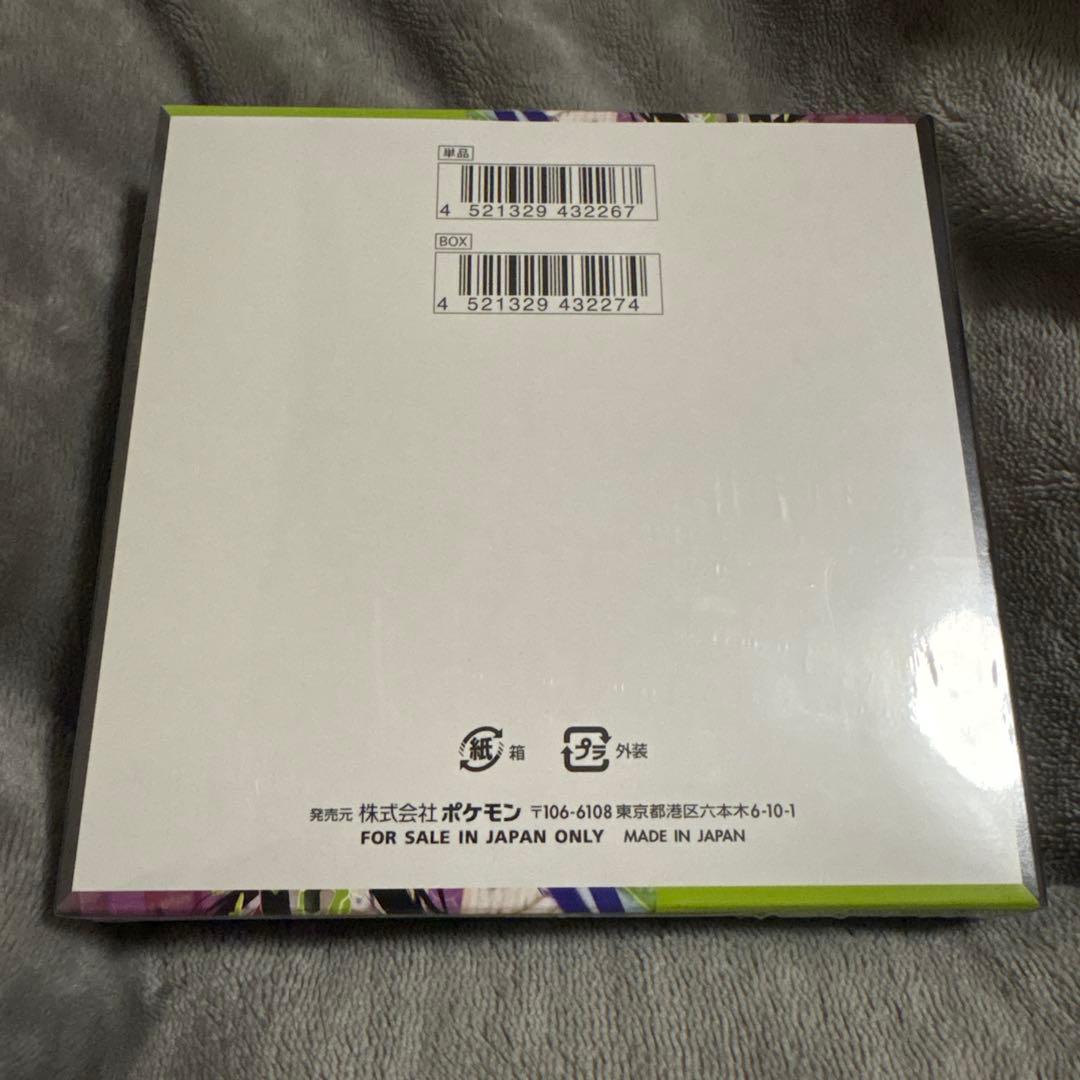 単品
4 521329 432267
BOX
4 521329 432274
紙 箱 プラ 外装
発売元 株式会社 ポケモン 〒106-6108 東京都港区六本木6-10-1
FOR SALE IN JAPAN ONLY MADE IN JAPAN